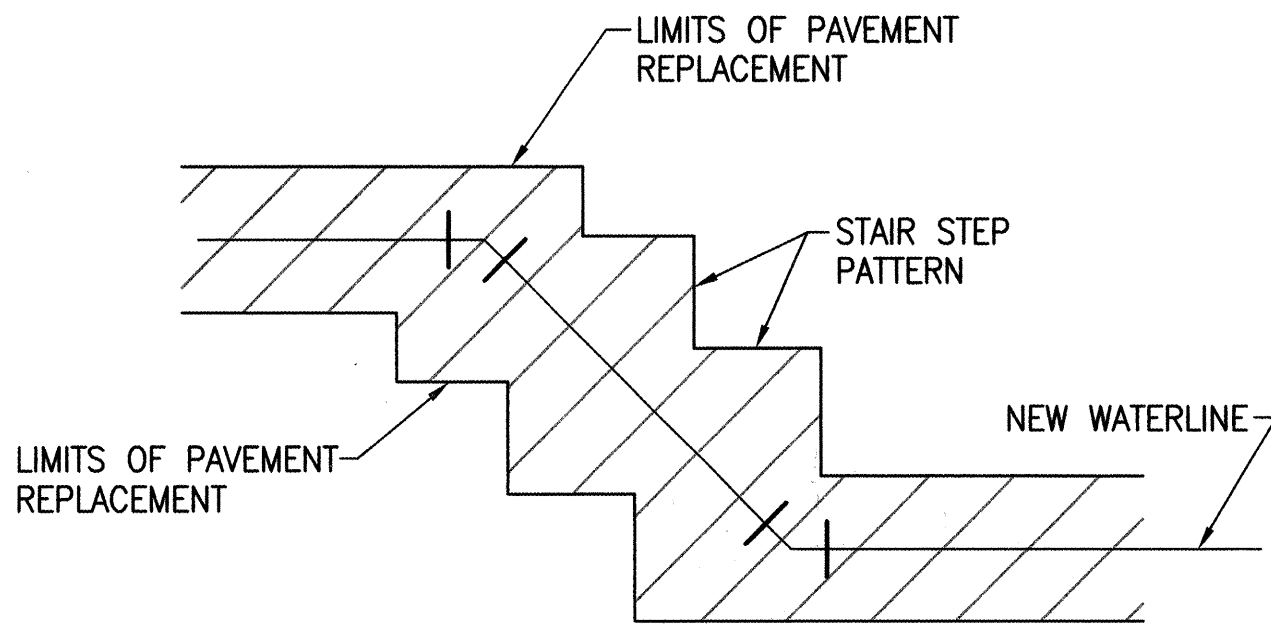 LIMITS OF PAVEMENT
REPLACEMENT
STAIR STEP
PATTERN
NEW WATERLINE
LIMITS OF PAVEMENT
REPLACEMENT